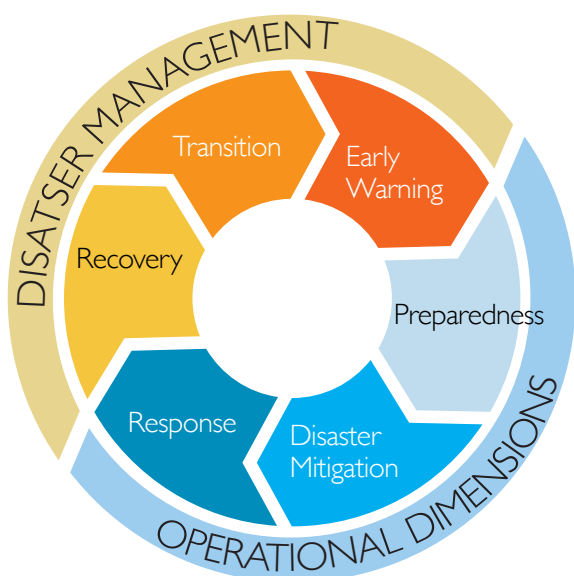 DISATSER MANAGEMENT
Transition
Early
Warning
Recovery
Preparedness
Response
Disaster
Mitigation
OPERATIONAL DIMENSIONS